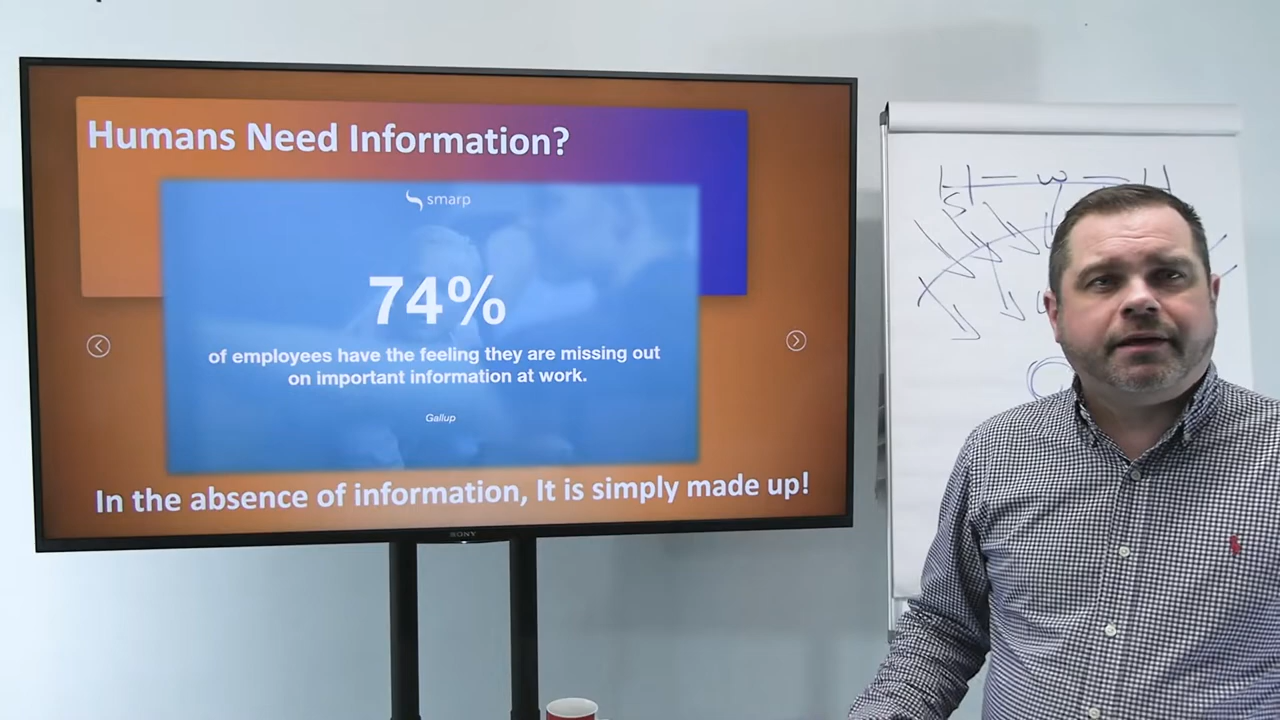 Humans Need Information?
smarp
74%
of employees have the feeling they are missing out
on important information at work.
Gallup
In the absence of information, It is simply made up!
SONY
H – W – H